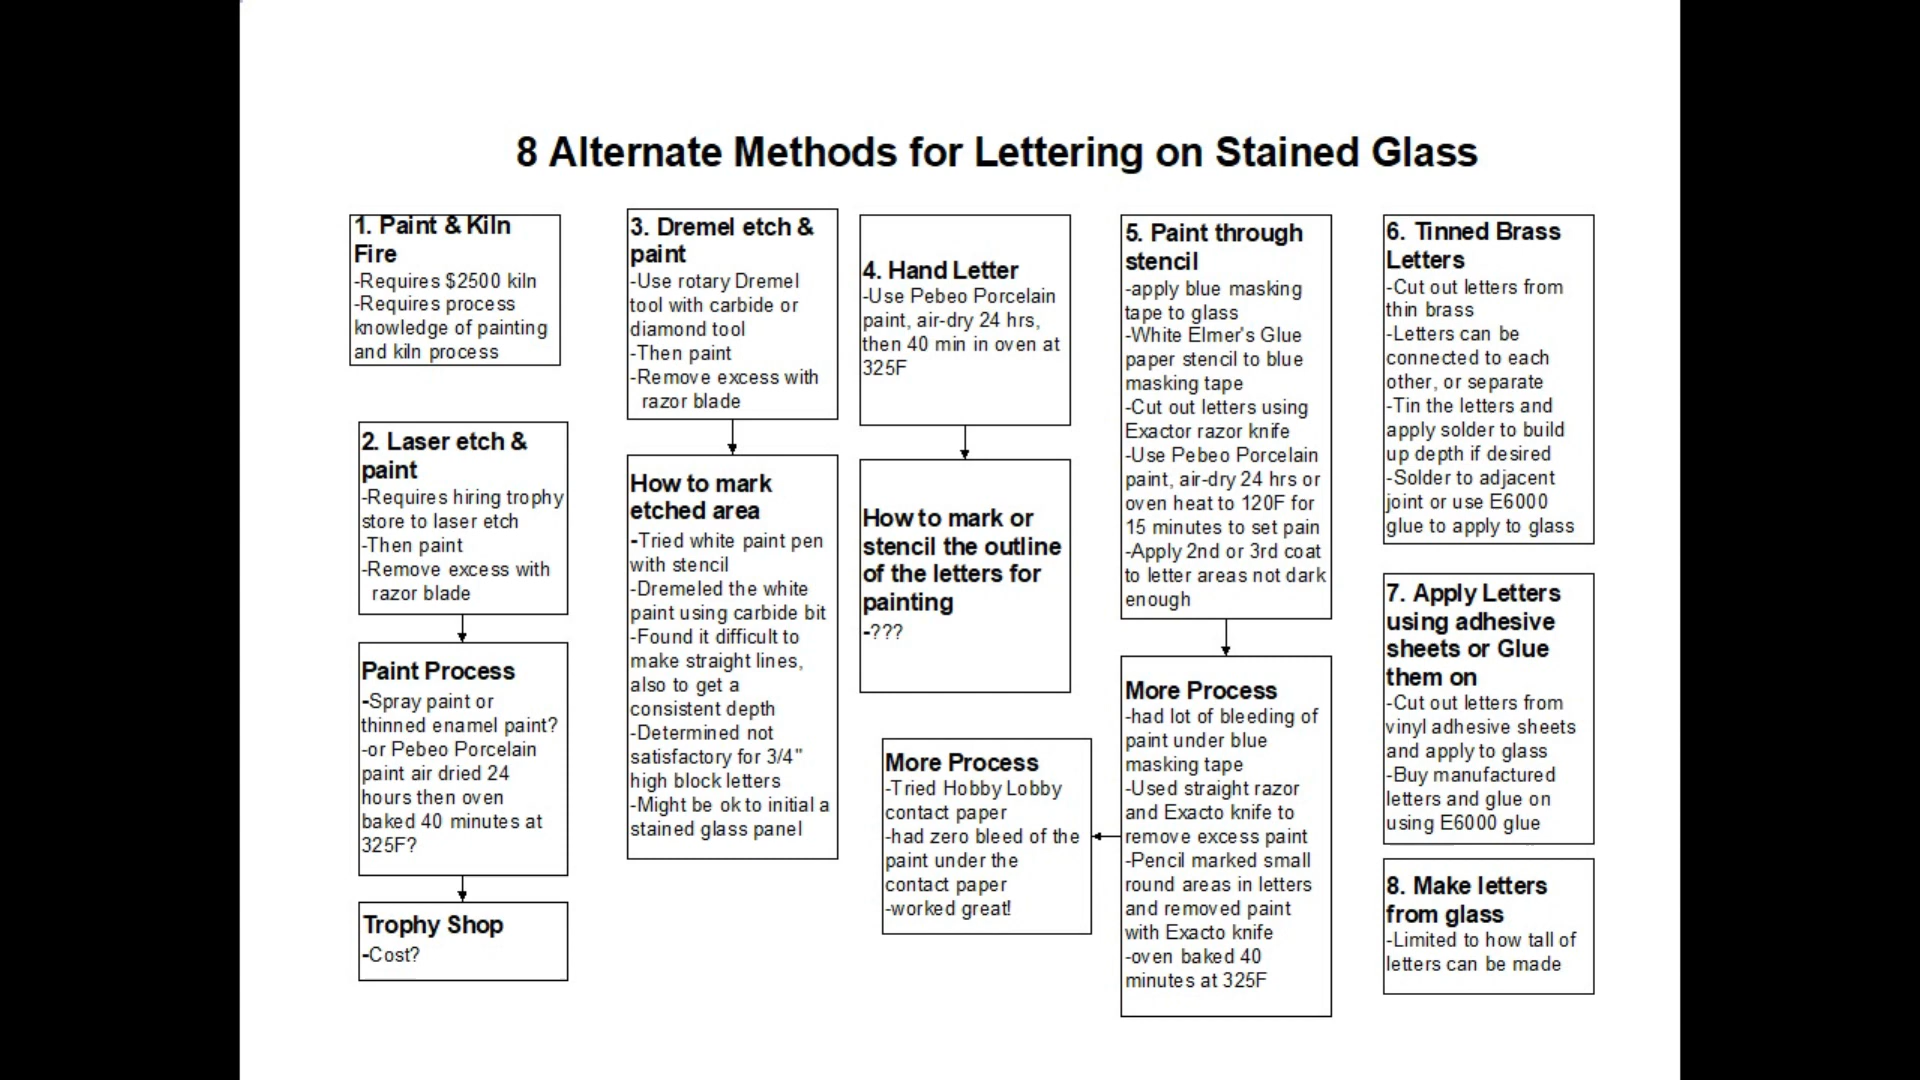 8 Alternate Methods for Lettering on Stained Glass
1. Paint & Kiln
Fire
-Requires $2500 kiln
-Requires process
knowledge of painting
and kiln process
2. Laser etch &
paint
-Requires hiring trophy
store to laser etch
-Then paint
-Remove excess with
razor blade
Paint Process
-Spray paint or
thinned enamel paint?
-or Pebeo Porcelain
paint air dried 24
hours then oven
baked 40 minutes at
325F?
Trophy Shop
-Cost?
3. Dremel etch &
paint
-Use rotary Dremel
tool with carbide or
diamond tool
-Then paint
-Remove excess with
razor blade
How to mark
etched area
-Tried white paint pen
with stencil
-Dremeled the white
paint using carbide bit
-Found it difficult to
make straight lines,
also to get a
consistent depth
-Determined not
satisfactory for 3/4"
high block letters
-Might be ok to initial a
stained glass panel
4. Hand Letter
-Use Pebeo Porcelain
paint, air-dry 24 hrs,
then 40 min in oven at
325F
How to mark or
stencil the outline
of the letters for
painting
-???
5. Paint through
stencil
-apply blue masking
tape to glass
-White Elmer's Glue
paper stencil to blue
masking tape
-Cut out letters using
Exactor razor knife
-Use Pebeo Porcelain
paint, air-dry 24 hrs or
oven heat to 120F for
15 minutes to set pain
-Apply 2nd or 3rd coat
to letter areas not dark
enough
More Process
-had lot of bleeding of
paint under blue
masking tape
-Used straight razor
and Exacto knife to
remove excess paint
-Pencil marked small
round areas in letters
and removed paint
with Exacto knife
-oven baked 40
minutes at 325F
More Process
-Tried Hobby Lobby
contact paper
-had zero bleed of the
paint under the
contact paper
-worked great!
6. Tinned Brass
Letters
-Cut out letters from
thin brass
-Letters can be
connected to each
other, or separate
-Tin the letters and
apply solder to build
up depth if desired
-Solder to adjacent
joint or use E6000
glue to apply to glass
7. Apply Letters
using adhesive
sheets or Glue
them on
-Cut out letters from
vinyl adhesive sheets
and apply to glass
-Buy manufactured
letters and glue on
using E6000 glue
8. Make letters
from glass
-Limited to how tall of
letters can be made